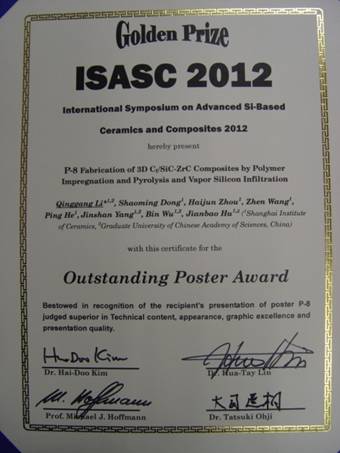 Golden Prize
ISASC 2012
International Symposium on Advanced Si-Based
Ceramics and Composites 2012
hereby present
P-8 Fabrication of 3D Cf/SiC-ZrC Composites by Polymer
Impregnation and Pyrolysis and Vapor Silicon Infiltration
Qinggang Li*1,2, Shaoming Dong1, Haijun Zhou1, Zhen Wang1,
Ping He1, Jinshan Yang1,2, Bin Wu1,2, Jianbao Hu1,2 (1Shanghai Institute
of Ceramics, 2Graduate University of Chinese Academy of Sciences, China)
with this certificate for the
Outstanding Poster Award
Bestowed in recognition of the recipient's presentation of poster P-8
judged superior in Technical content, appearance, graphic excellence and
presentation quality.
Dr. Hai-Doo Kim
Dr. Hua-Tay Lin
M. Hoffmann
Prof. Michael J. Hoffmann
Dr. Tatsuki Ohji